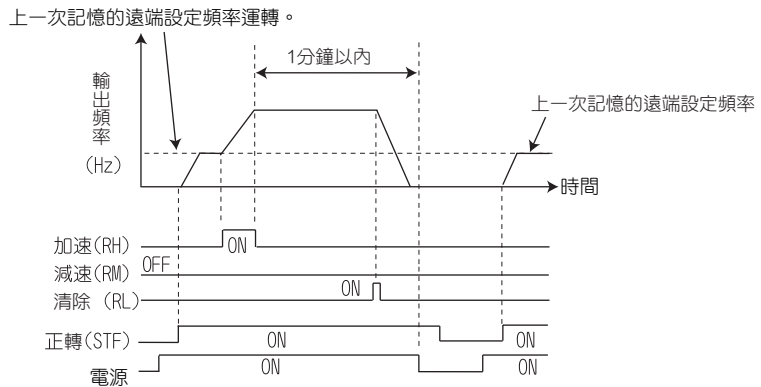 上一次記憶的遠端設定頻率運轉。
1分鐘以內
輸出頻率
(Hz)
上一次記憶的遠端設定頻率
時間
加速(RH)
ON
減速(RM)
OFF
清除 (RL)
ON
正轉(STF)
ON
ON
電源
ON
ON